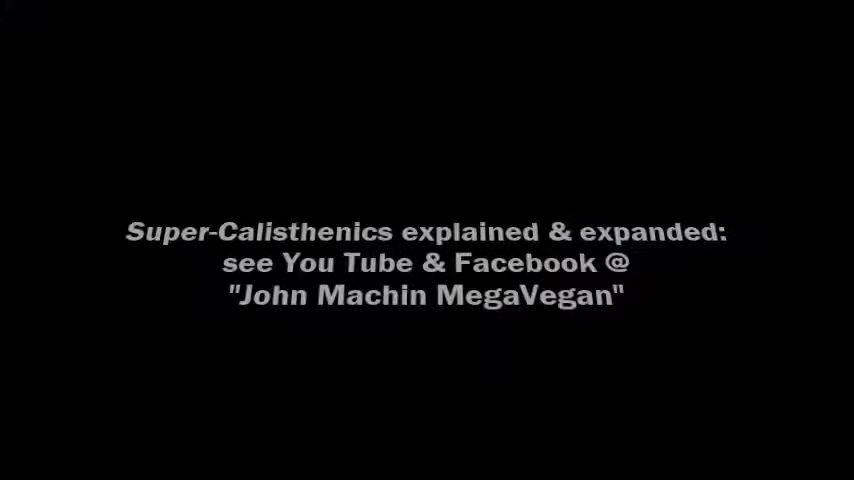 Super-Calisthenics explained & expanded:
see You Tube & Facebook @
"John Machin MegaVegan"